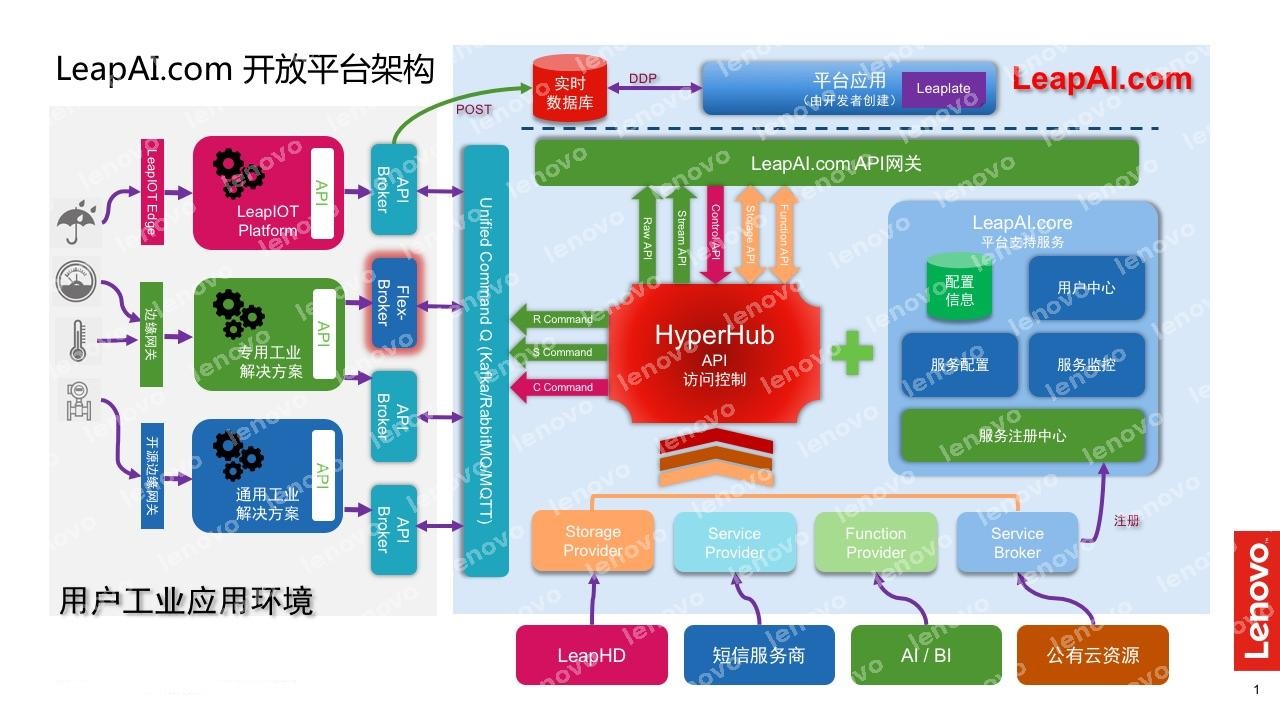 LeapAI.com 开放平台架构
LeapAI.com
实时
数据库
DDP
平台应用
（由开发者创建）
Leaplate
POST
LeapAI.com API网关
LeapIOT Edge
LeapIOT
Platform
API
API
Broker
边缘网关
专用工业
解决方案
API
Flex-
Broker
API
Broker
开源边缘网关
通用工业
解决方案
API
API
Broker
用户工业应用环境
Unified Command Q (Kafka/RabbitMQ/MQTT)
Raw API
Stream API
Control API
Storage API
Function API
R Command
S Command
C Command
HyperHub
API
访问控制
LeapAI.core
平台支持服务
配置
信息
用户中心
服务配置
服务监控
服务注册中心
注册
Storage
Provider
Service
Provider
Function
Provider
Service
Broker
LeapHD
短信服务商
AI / BI
公有云资源
Lenovo
1